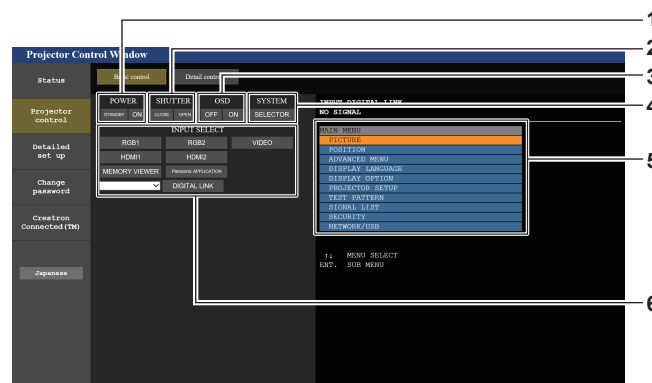 1
Projector Control Window
2
Basic control Detail control
3
Status
4
POWER SHUTTER OSD SYSTEM
STANDBY ON CLOSE OPEN OFF ON SELECTOR
INPUT DIGITAL LINK
NO SIGNAL
Projector
control
INPUT SELECT
RGB1 RGB2 VIDEO
HDMI1 HDMI2
MEMORY VIEWER Panasonic APPLICATION
DIGITAL LINK
MAIN MENU
PICTURE
POSITION
ADVANCED MENU
DISPLAY LANGUAGE
DISPLAY OPTION
PROJECTOR SETUP
TEST PATTERN
SIGNAL LIST
SECURITY
NETWORK/USB
5
Detailed
set up
Change
password
Crestron
Connected(TM)
↑↓ MENU SELECT
ENT. SUB MENU
Japanese
6